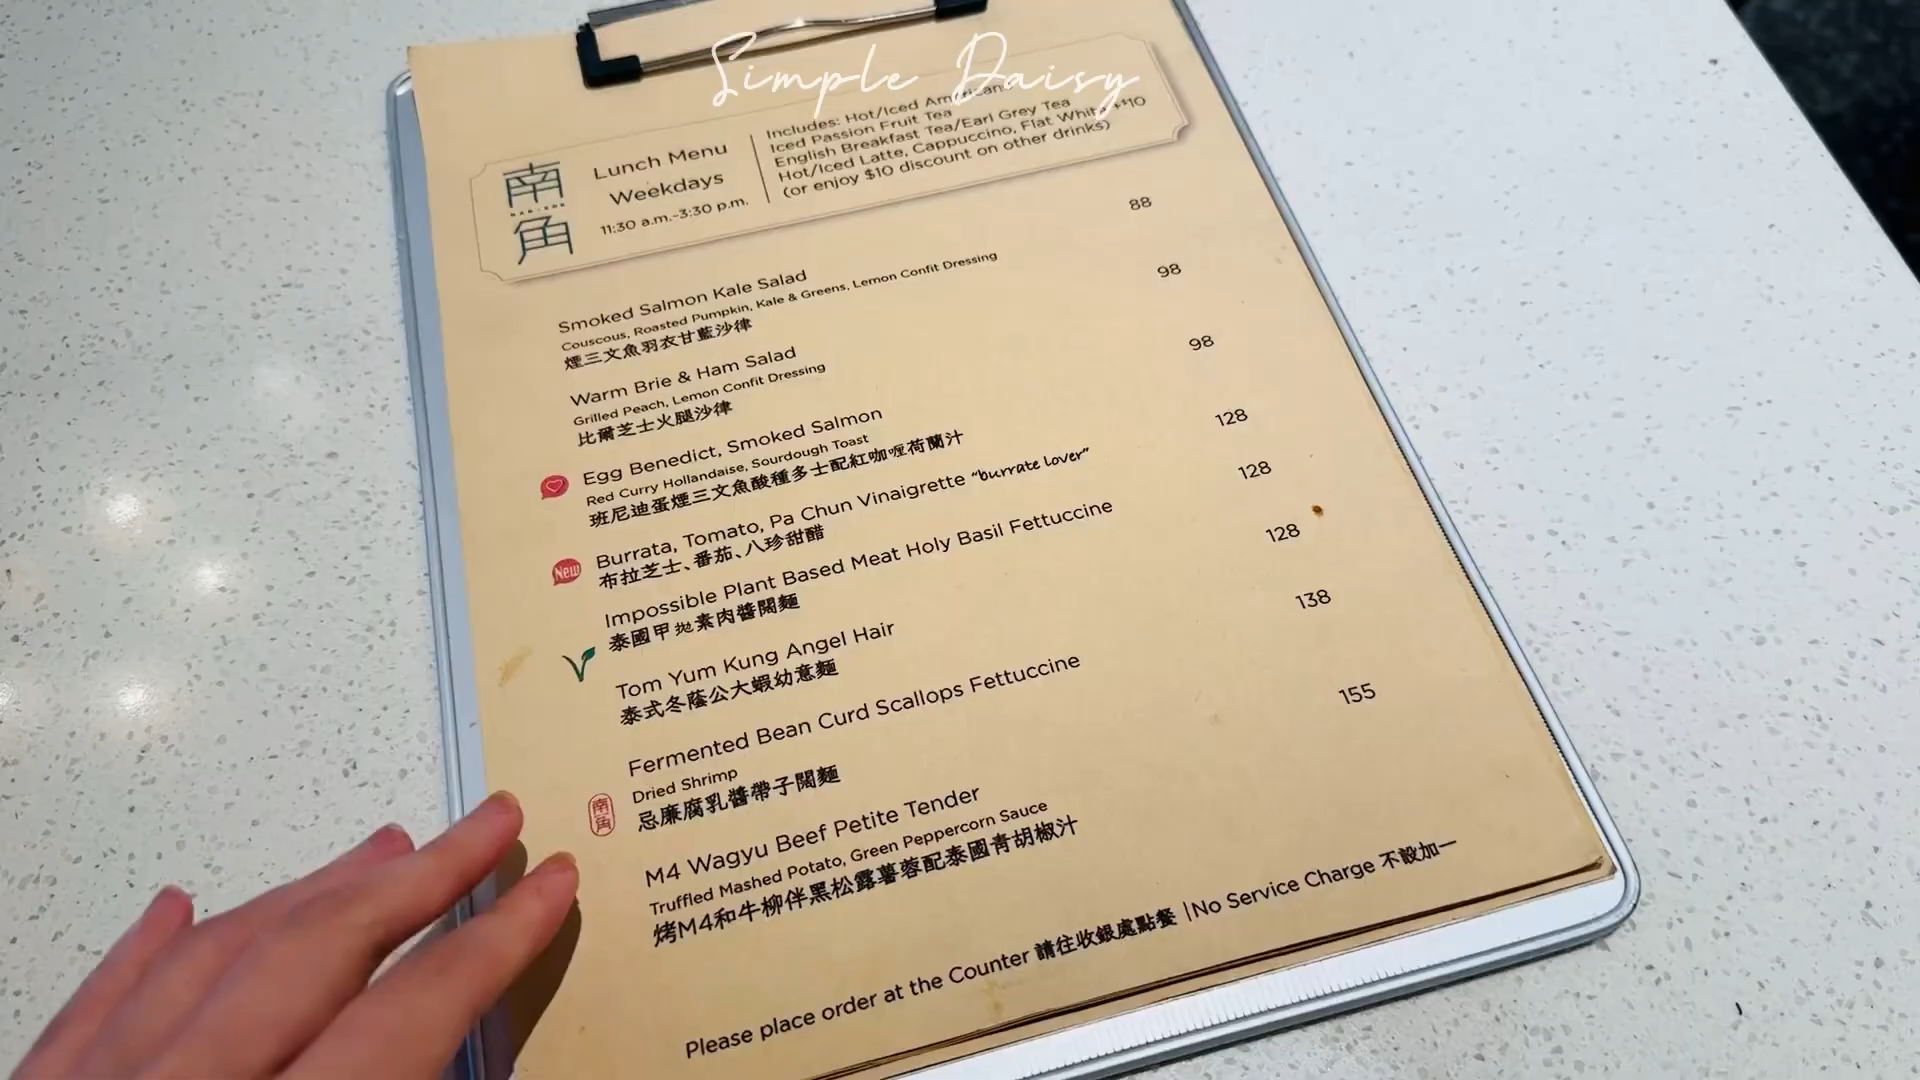 Simple Daisy
南角
Lunch Menu
Weekdays
11:30 a.m.-3:30 p.m.
Includes: Hot/Iced Americano
Iced Passion Fruit Tea
English Breakfast Tea/Earl Grey Tea
Hot/Iced Latte, Cappuccino, Flat White +$10
(or enjoy $10 discount on other drinks)
Smoked Salmon Kale Salad 88
Couscous, Roasted Pumpkin, Kale & Greens, Lemon Confit Dressing
煙三文魚羽衣甘藍沙律
Warm Brie & Ham Salad 98
Grilled Peach, Lemon Confit Dressing
比爾芝士火腿沙律
Egg Benedict, Smoked Salmon 98
Red Curry Hollandaise, Sourdough Toast
班尼迪蛋煙三文魚酸種多士配紅咖喱荷蘭汁
New
Burrata, Tomato, Pa Chun Vinaigrette "burrate lover" 128
布拉芝士、番茄、八珍甜醋
Impossible Plant Based Meat Holy Basil Fettuccine 128
泰國甲拋素肉醬闊麵
Tom Yum Kung Angel Hair 128
泰式冬蔭公大蝦幼意麵
Fermented Bean Curd Scallops Fettuccine 138
Dried Shrimp
南角
忌廉腐乳醬帶子闊麵
M4 Wagyu Beef Petite Tender 155
Truffled Mashed Potato, Green Peppercorn Sauce
烤M4和牛柳伴黑松露薯蓉配泰國青胡椒汁
Please place order at the Counter 請往收銀處點餐 |No Service Charge 不設加一